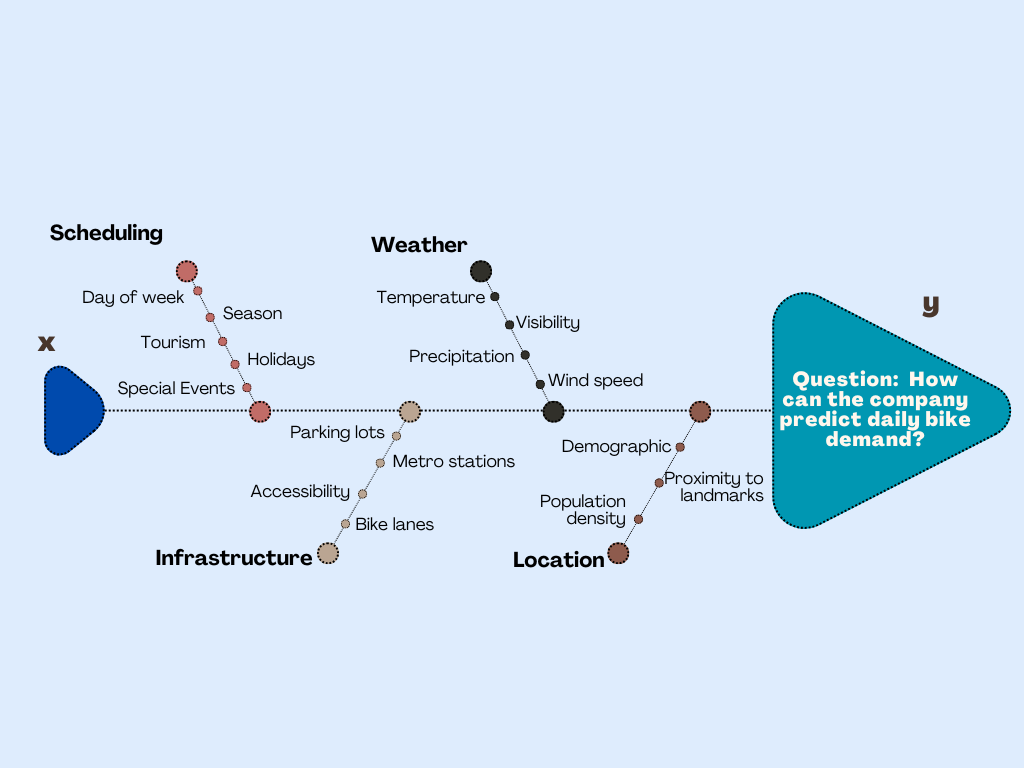 Scheduling
Weather
Day of week
Season
Tourism
Holidays
Special Events
Temperature
Visibility
Precipitation
Wind speed
x
y
Question: How
can the company
predict daily bike
demand?
Parking lots
Metro stations
Accessibility
Bike lanes
Infrastructure
Demographic
Proximity to
landmarks
Population
density
Location